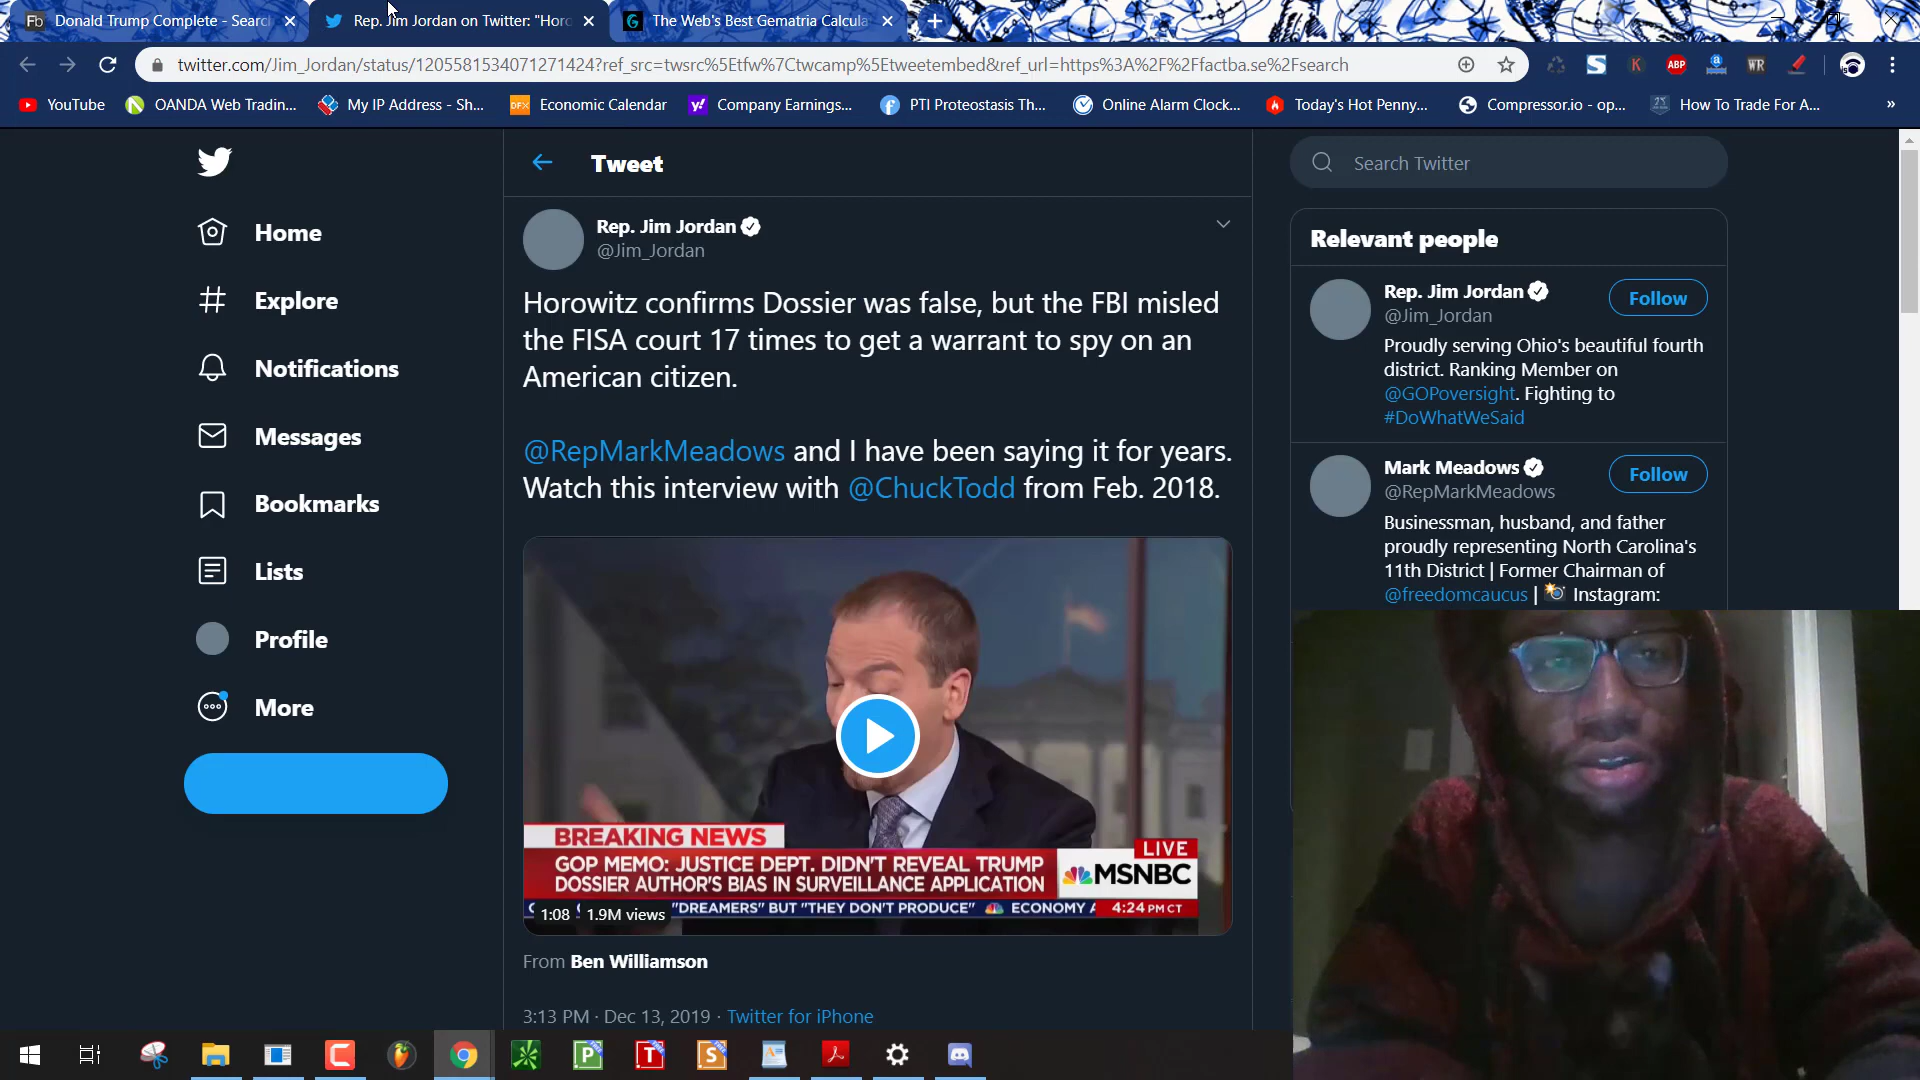 Donald Trump Complete - Search
Rep. Jim Jordan on Twitter: "Horo
The Web's Best Gematria Calcula
twitter.com/Jim_Jordan/status/1205581534071271424?ref_src=twsrc%5Etfw%7Ctwcamp%5Etweetembed&ref_url=https%3A%2F%2Ffactba.se%2Fsearch
YouTube
OANDA Web Tradin...
My IP Address - Sh...
Economic Calendar
Company Earnings...
PTI Proteostasis Th...
Online Alarm Clock...
Today's Hot Penny...
Compressor.io - op...
How To Trade For A...
Home
Explore
Notifications
Messages
Bookmarks
Lists
Profile
More
Tweet
Rep. Jim Jordan
@Jim_Jordan
Horowitz confirms Dossier was false, but the FBI misled
the FISA court 17 times to get a warrant to spy on an
American citizen.
@RepMarkMeadows and I have been saying it for years.
Watch this interview with @ChuckTodd from Feb. 2018.
BREAKING NEWS
GOP MEMO: JUSTICE DEPT. DIDN'T REVEAL TRUMP
DOSSIER AUTHOR'S BIAS IN SURVEILLANCE APPLICATION
LIVE
MSNBC
1:08 1.9M views
"DREAMERS" BUT "THEY DON'T PRODUCE" ECONOMY
4:24 PM CT
From Ben Williamson
3:13 PM · Dec 13, 2019 · Twitter for iPhone
Search Twitter
Relevant people
Rep. Jim Jordan
@Jim_Jordan
Follow
Proudly serving Ohio's beautiful fourth
district. Ranking Member on
@GOPoversight. Fighting to
#DoWhatWeSaid
Mark Meadows
@RepMarkMeadows
Follow
Businessman, husband, and father
proudly representing North Carolina's
11th District | Former Chairman of
@freedomcaucus | Instagram: